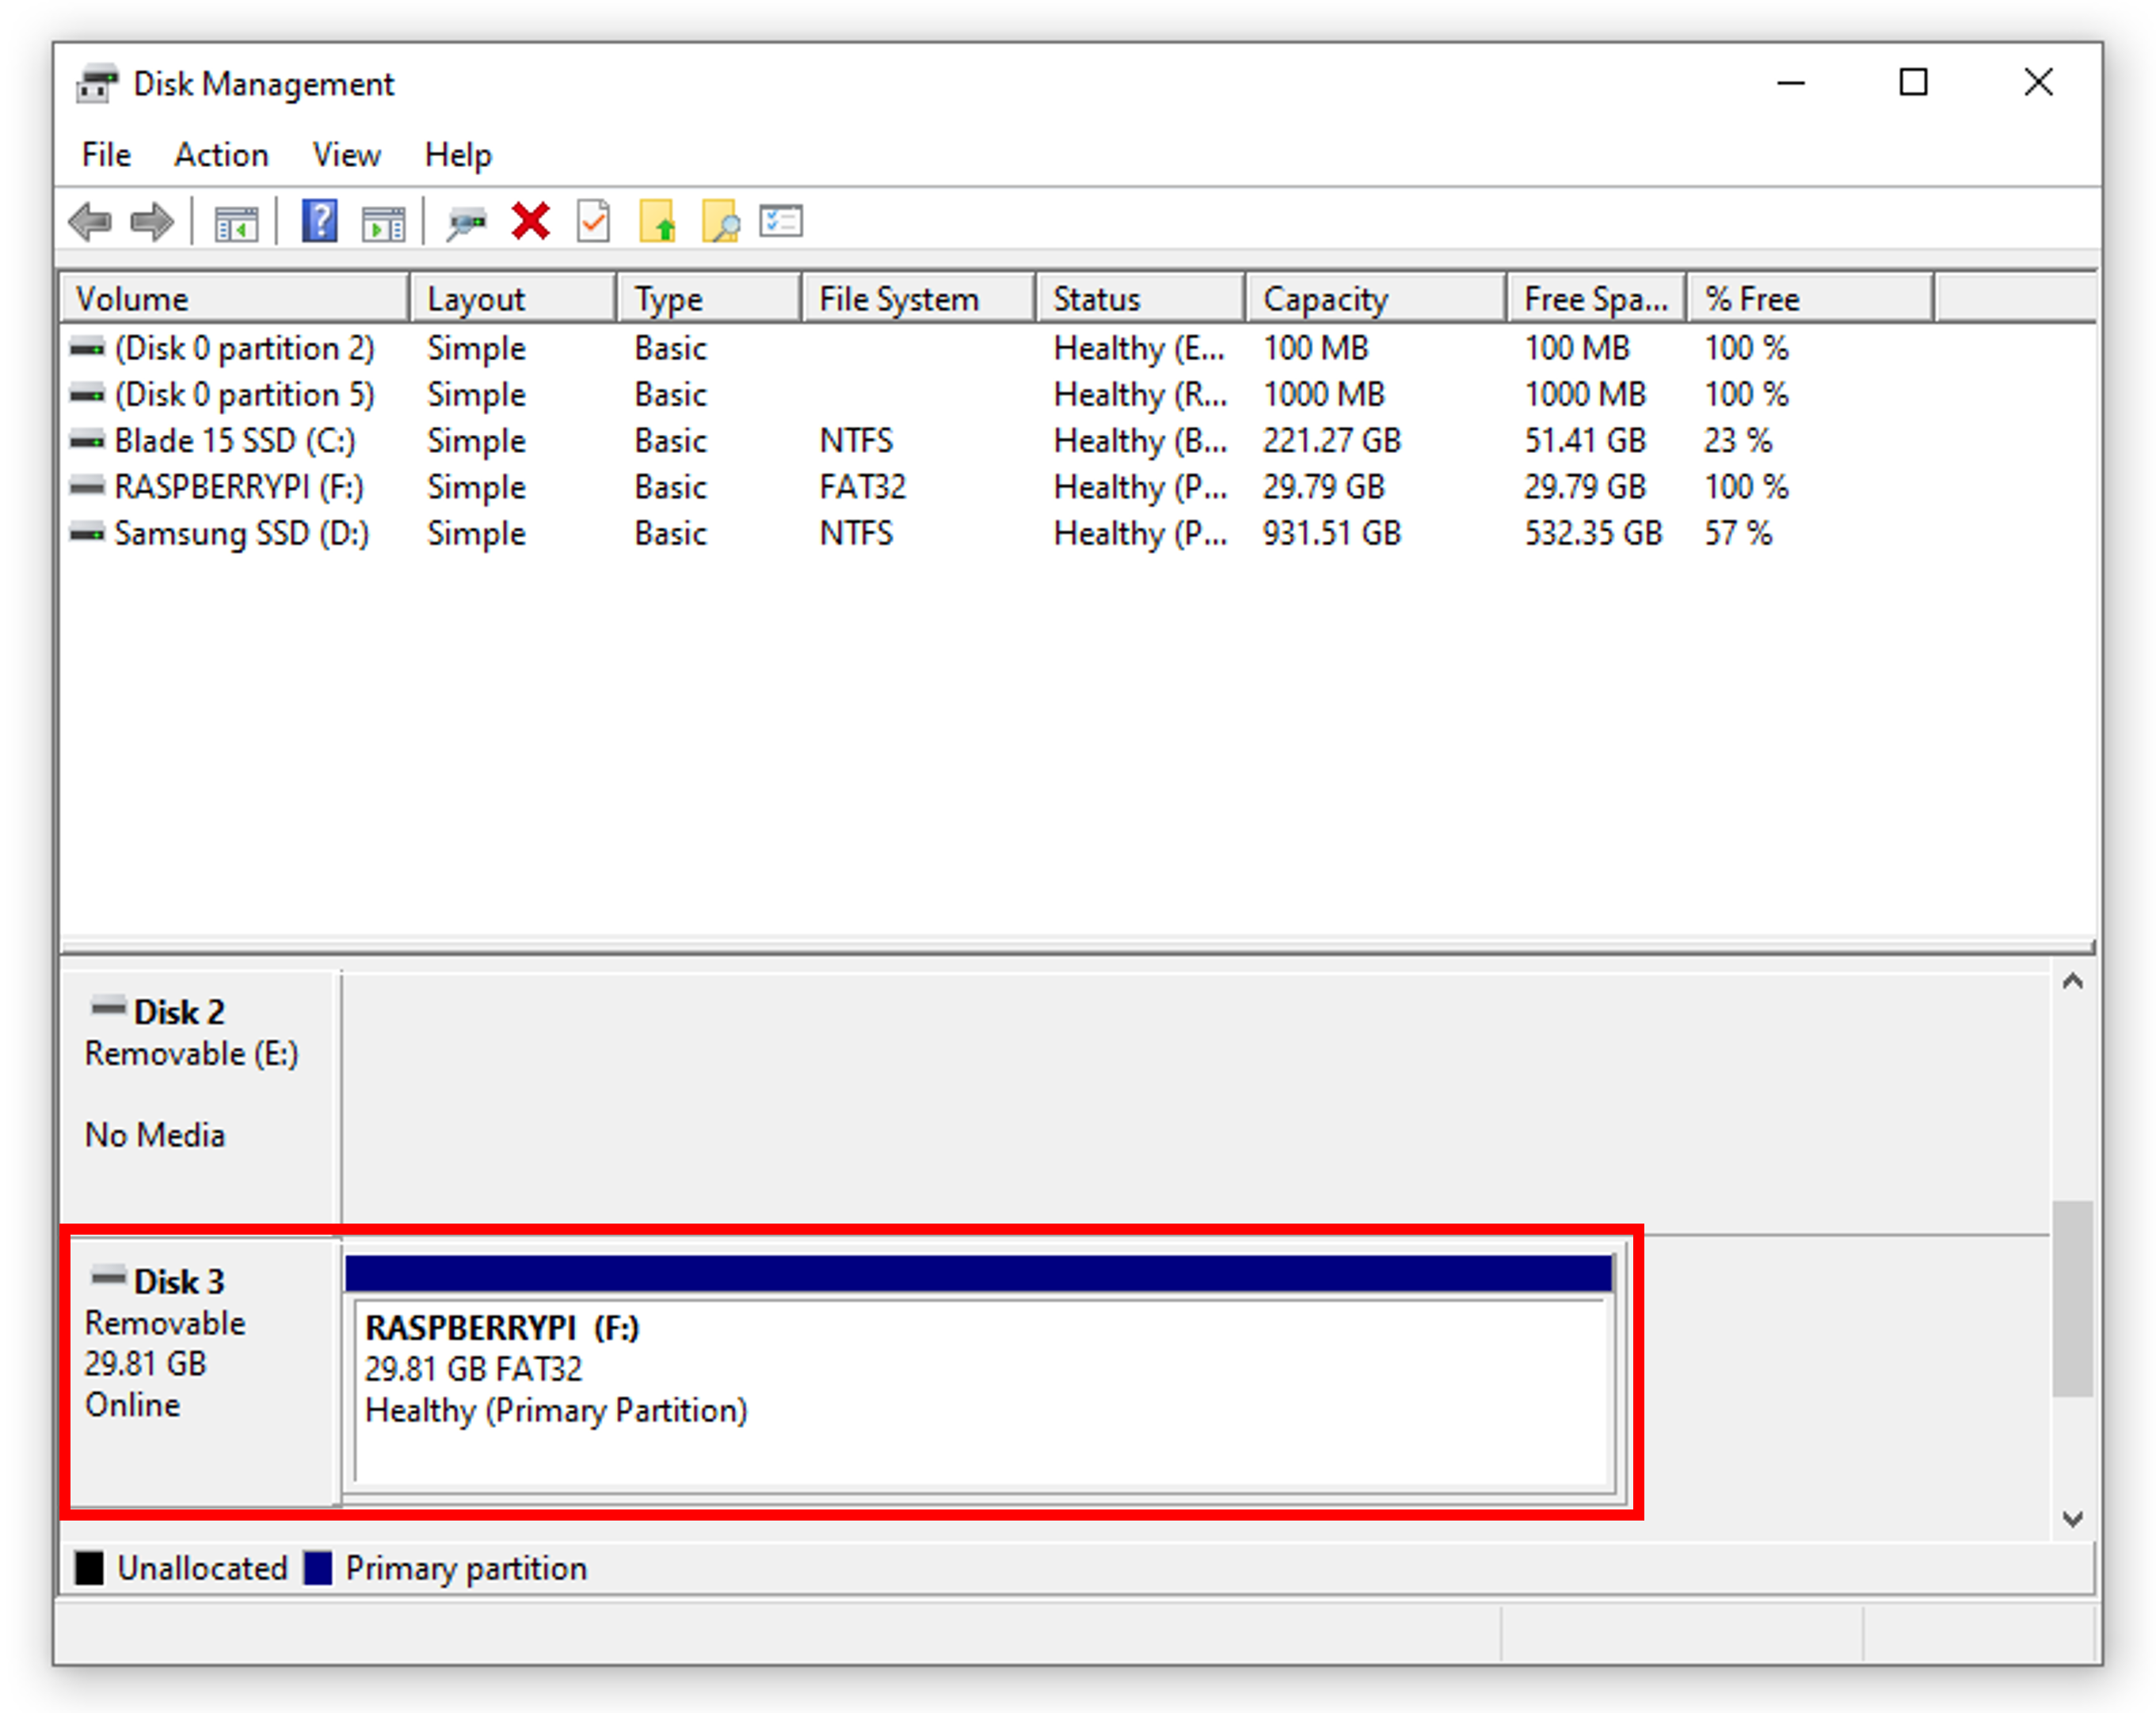 Disk Management
File Action View Help
Volume Layout Type File System Status Capacity Free Spa... % Free
(Disk 0 partition 2) Simple Basic Healthy (E... 100 MB 100 MB 100 %
(Disk 0 partition 5) Simple Basic Healthy (R... 1000 MB 1000 MB 100 %
Blade 15 SSD (C:) Simple Basic NTFS Healthy (B... 221.27 GB 51.41 GB 23 %
RASPBERRYPI (F:) Simple Basic FAT32 Healthy (P... 29.79 GB 29.79 GB 100 %
Samsung SSD (D:) Simple Basic NTFS Healthy (P... 931.51 GB 532.35 GB 57 %
Disk 2
Removable (E:)
No Media
Disk 3
Removable
29.81 GB
Online
RASPBERRYPI (F:)
29.81 GB FAT32
Healthy (Primary Partition)
Unallocated Primary partition